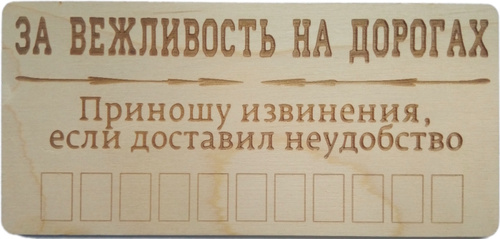 ЗА ВЕЖЛИВОСТЬ НА ДОРОГАХ
Приношу извинения,
если доставил неудобство